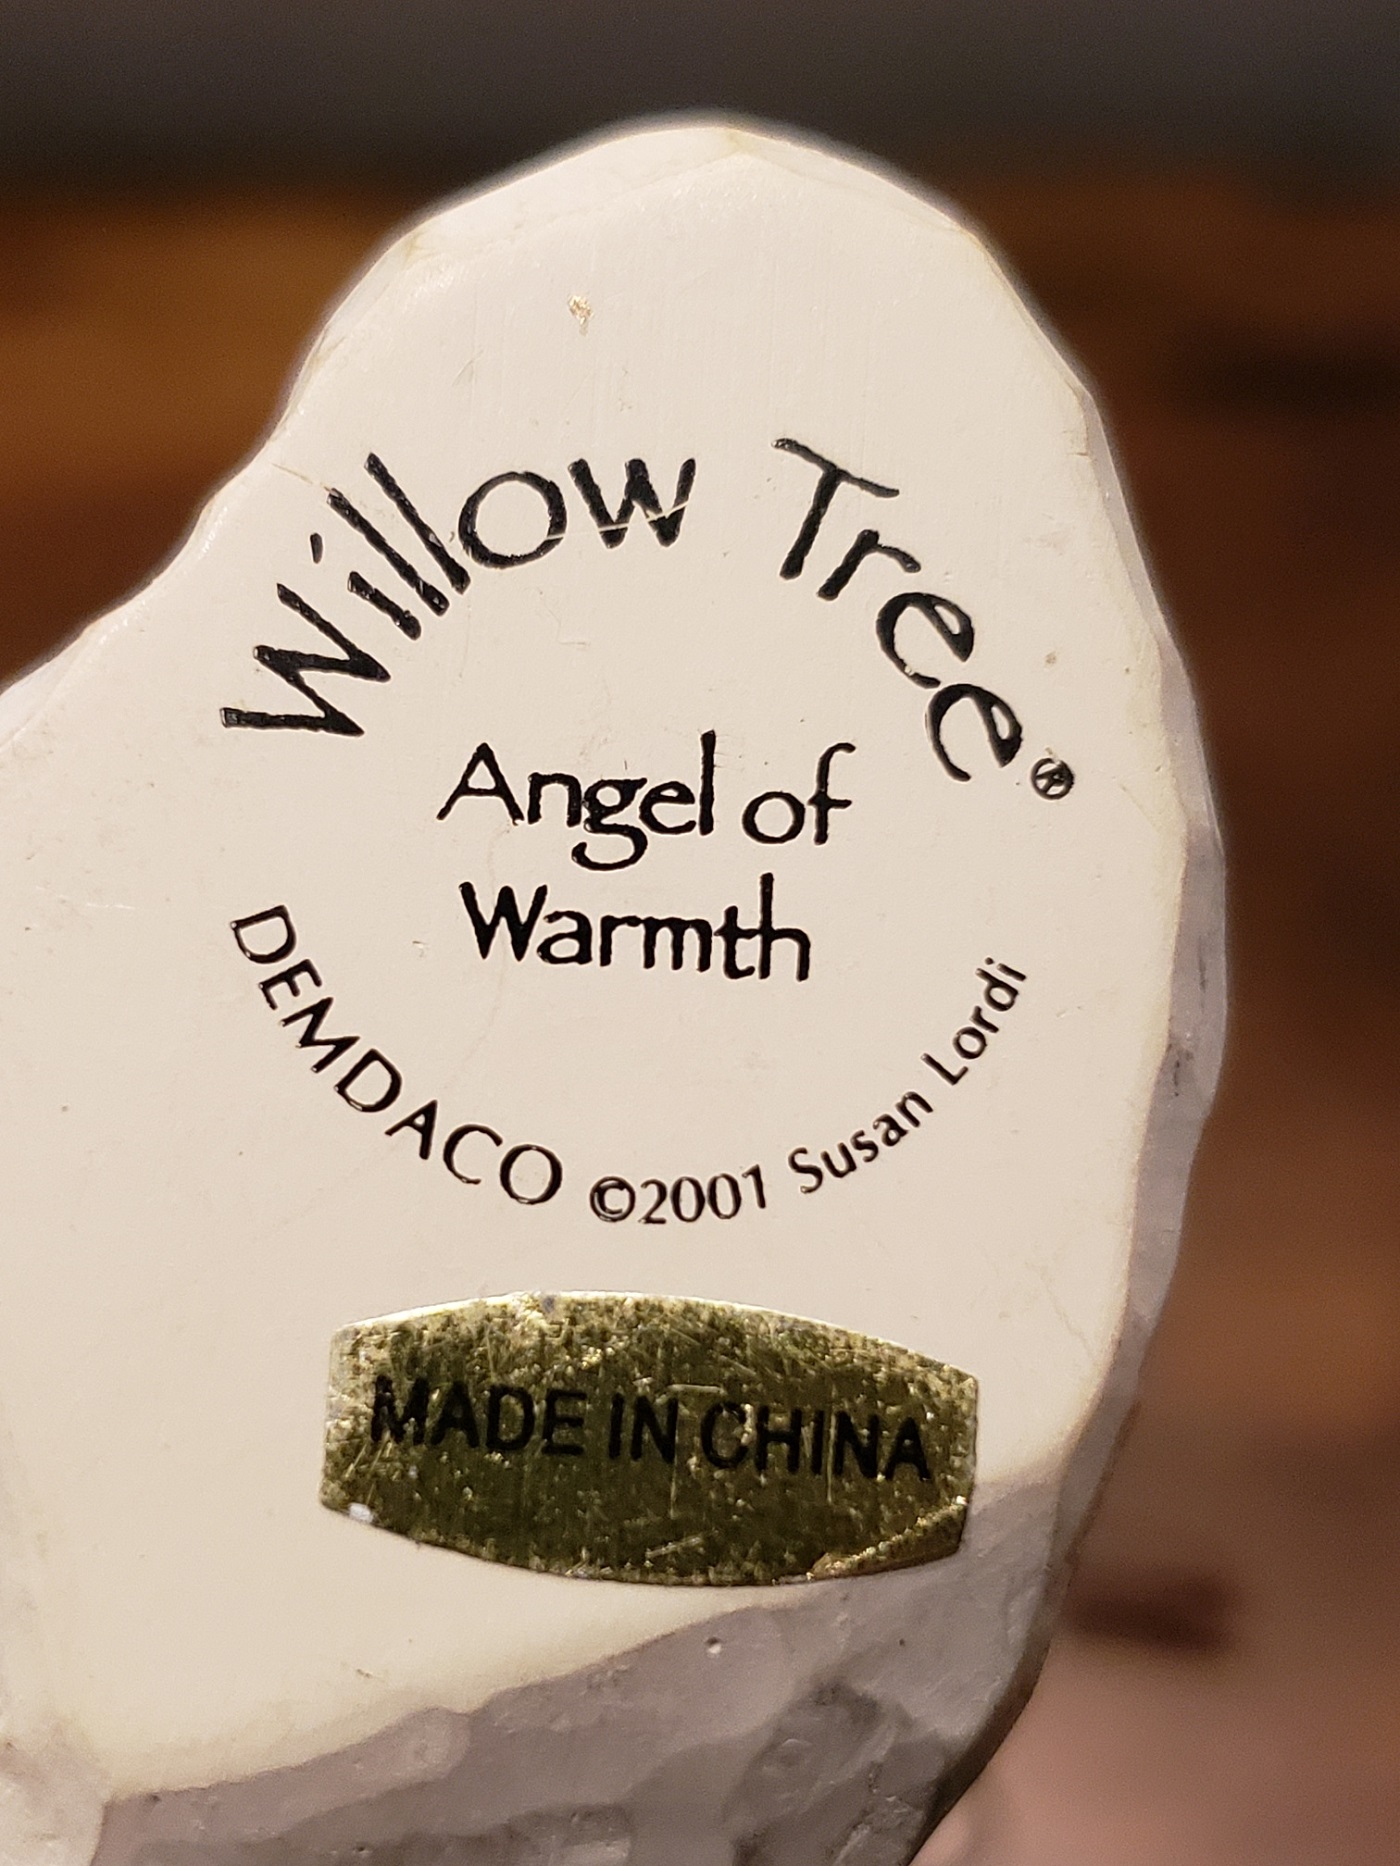 Willow Tree®
Angel of
Warmth
DEMDACO ©2001 Susan Lordi
MADE IN CHINA